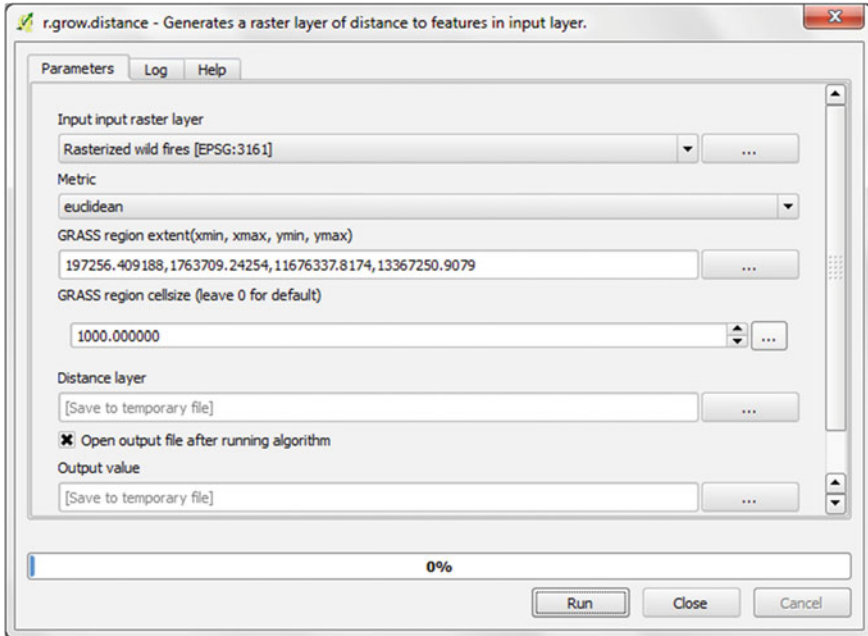 r.grow.distance - Generates a raster layer of distance to features in input layer.
Parameters Log Help
Input input raster layer
Rasterized wild fires [EPSG:3161] ...
Metric
euclidean
GRASS region extent(xmin, xmax, ymin, ymax)
197256.409188,1763709.24254,11676337.8174,13367250.9079 ...
GRASS region cellsize (leave 0 for default)
1000.000000 ...
Distance layer
[Save to temporary file] ...
Open output file after running algorithm
Output value
[Save to temporary file] ...
0%
Run Close Cancel